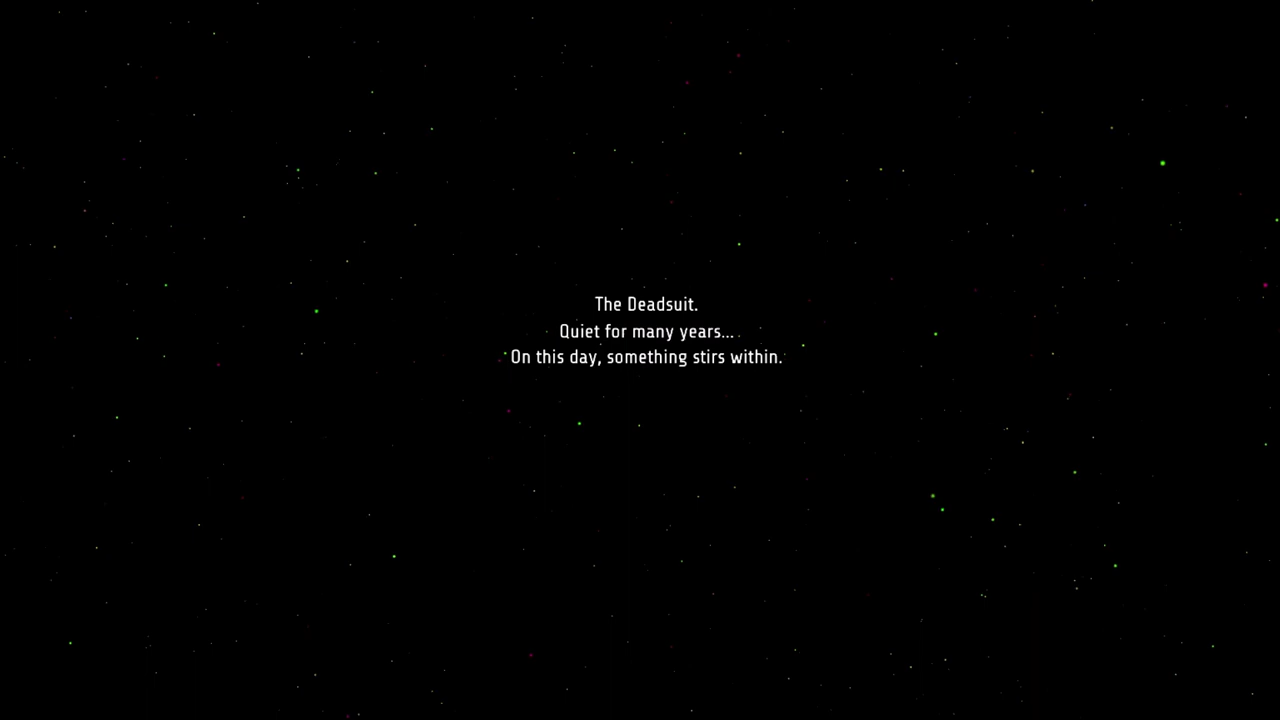 The Deadsuit.
Quiet for many years...
On this day, something stirs within.